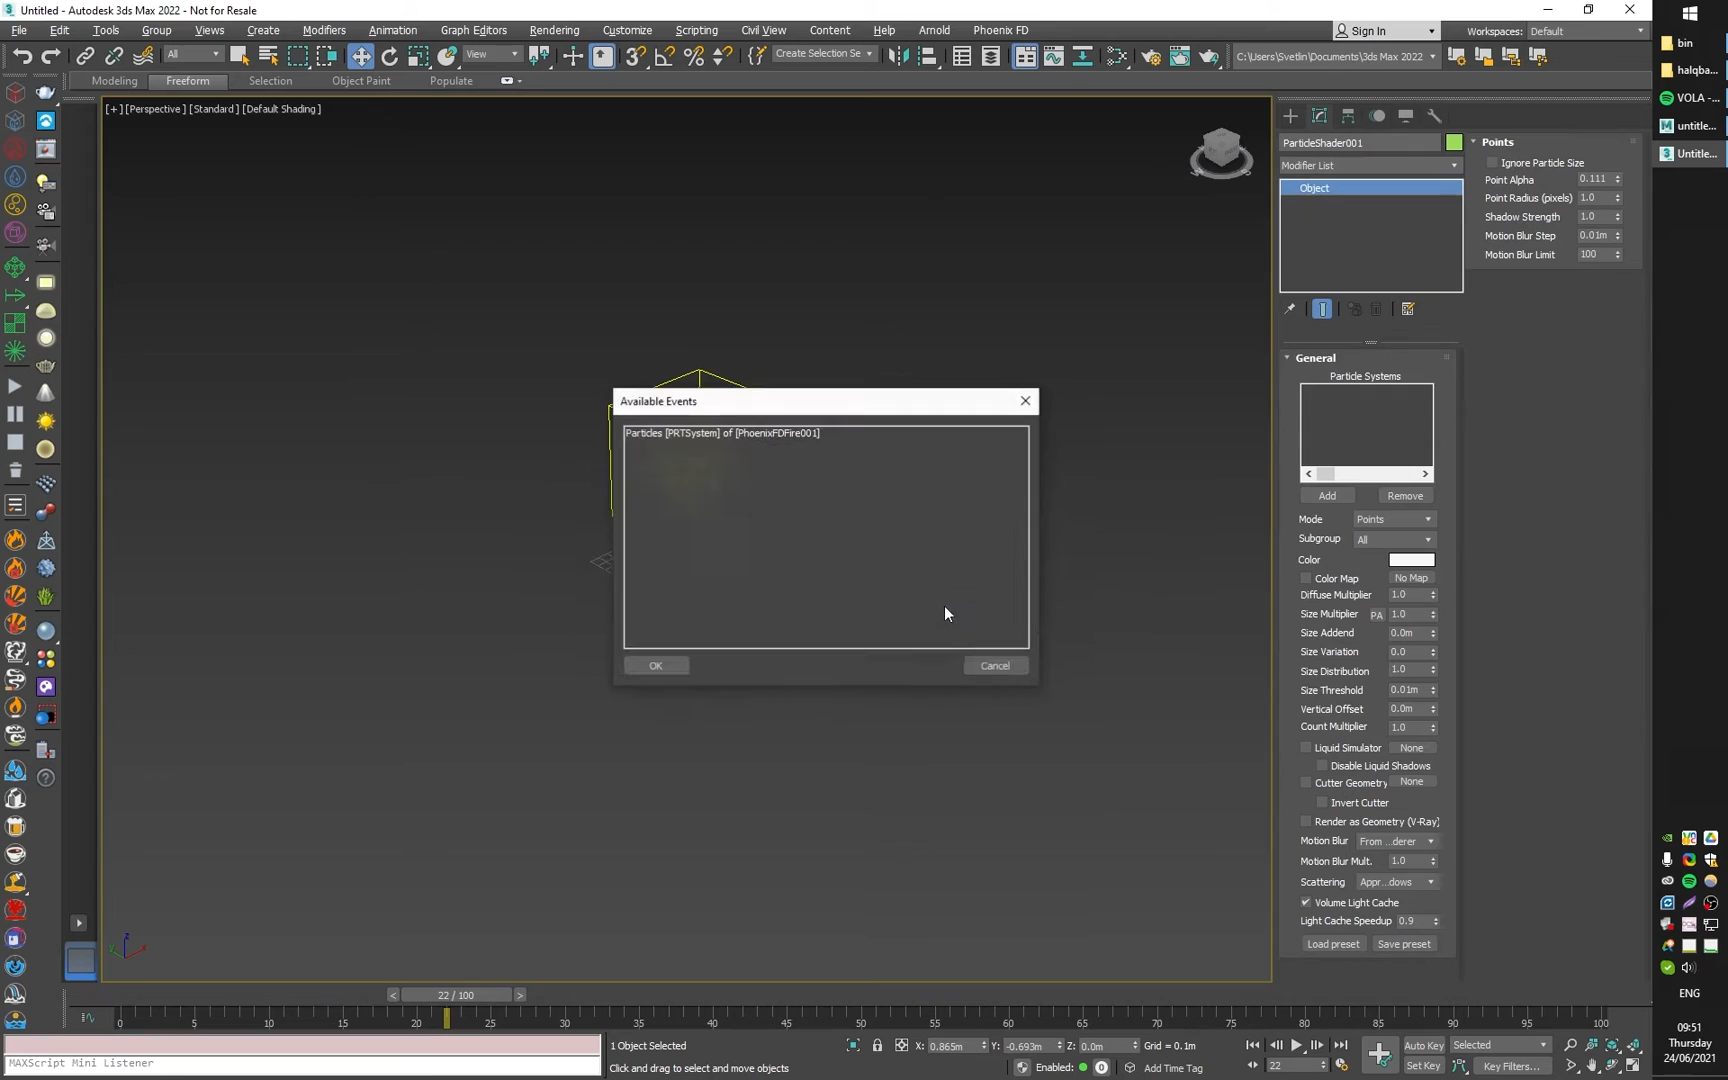 Untitled - Autodesk 3ds Max 2022 - Not for Resale
File Edit Tools Group Views Create Modifiers Animation Graph Editors Rendering Customize Scripting Civil View Content Help Arnold Phoenix FD
Sign In
Workspaces: Default
All
View
Create Selection Se
C:\Users\Svetlin\Documents\3ds Max 2022
Modeling Freeform Selection Object Paint Populate
[+] [Perspective] [Standard] [Default Shading]
ParticleShader001
Modifier List
Object
Points
Ignore Particle Size
Point Alpha 0.111
Point Radius (pixels) 1.0
Shadow Strength 1.0
Motion Blur Step 0.01m
Motion Blur Limit 100
General
Particle Systems
Add Remove
Mode Points
Subgroup All
Color
Color Map No Map
Diffuse Multiplier 1.0
Size Multiplier PA 1.0
Size Addend 0.0m
Size Variation 0.0
Size Distribution 1.0
Size Threshold 0.01m
Vertical Offset 0.0m
Count Multiplier 1.0
Liquid Simulator None
Disable Liquid Shadows
Cutter Geometry None
Invert Cutter
Render as Geometry (V-Ray)
Motion Blur From ...derer
Motion Blur Mult. 1.0
Scattering Appr...dows
Volume Light Cache
Light Cache Speedup 0.9
Load preset Save preset
Available Events
Particles [PRTSystem] of [PhoenixFDFire001]
OK Cancel
< 22 / 100 >
0 5 10 15 20 25 30 35 40 45 50 55 60 65 70 75 80 85 90 95 100
MAXScript Mini Listener
1 Object Selected
Click and drag to select and move objects
X: 0.865m Y: -0.693m Z: 0.0m Grid = 0.1m
Enabled: 0 Add Time Tag
22
Auto Key Selected
Set Key Key Filters...
bin
halqba...
VOLA -...
untitle...
Untitle...
ENG
09:51
Thursday
24/06/2021